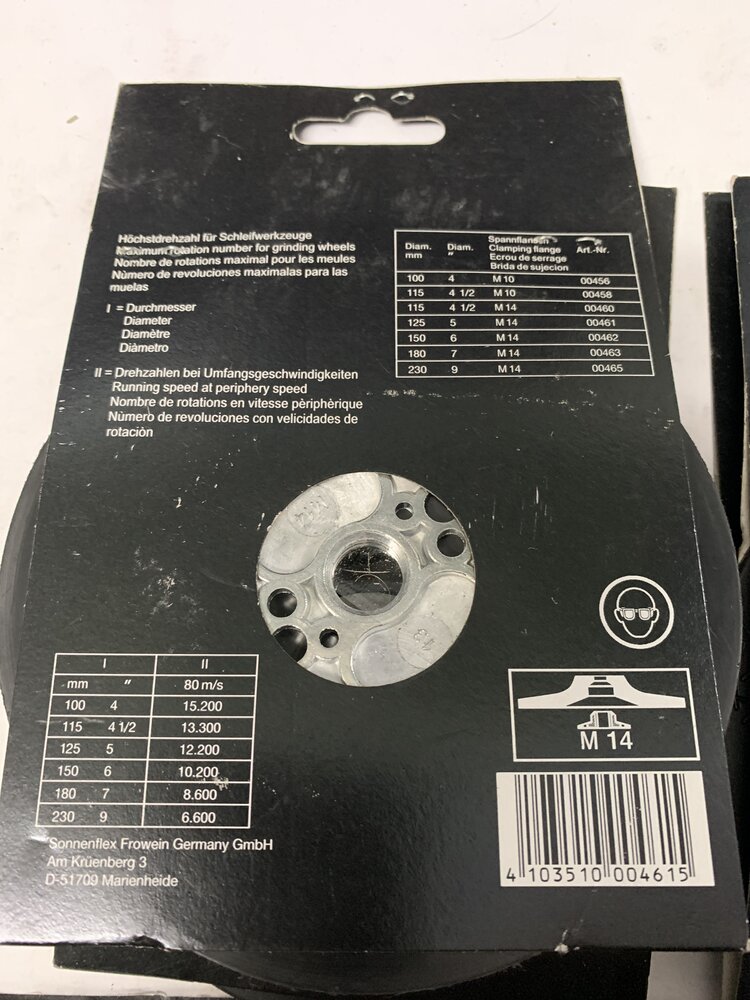 Höchstdrehzahl für Schleifwerkzeuge
Maximum rotation number for grinding wheels
Nombre de rotations maximal pour les meules
Nùmero de revoluciones maximalas para las
muelas
I = Durchmesser
Diameter
Diamètre
Diàmetro
II = Drehzahlen bei Umfangsgeschwindigkeiten
Running speed at periphery speed
Nombre de rotations en vitesse pèriphèrique
Nùmero de revoluciones con velicidades de
rotaciòn
Diam. mm Diam. " Spannflansch Clamping flange Ecrou de serrage Brida de sujecion Art.-Nr.
100 4 M 10 00456
115 4 1/2 M 10 00458
115 4 1/2 M 14 00460
125 5 M 14 00461
150 6 M 14 00462
180 7 M 14 00463
230 9 M 14 00465
M14
43
I II
mm " 80 m/s
100 4 15.200
115 4 1/2 13.300
125 5 12.200
150 6 10.200
180 7 8.600
230 9 6.600
Sonnenflex Frowein Germany GmbH
Am Krüenberg 3
D-51709 Marienheide
M 14
4 103510 004615